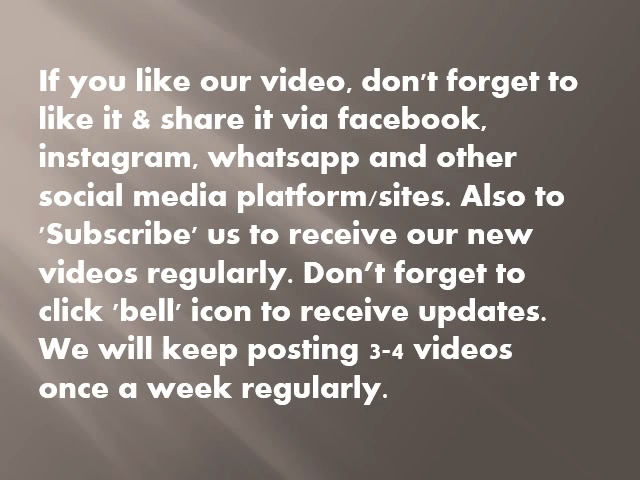 If you like our video, don't forget to
like it & share it via facebook,
instagram, whatsapp and other
social media platform/sites. Also to
'Subscribe' us to receive our new
videos regularly. Don’t forget to
click 'bell' icon to receive updates.
We will keep posting 3-4 videos
once a week regularly.